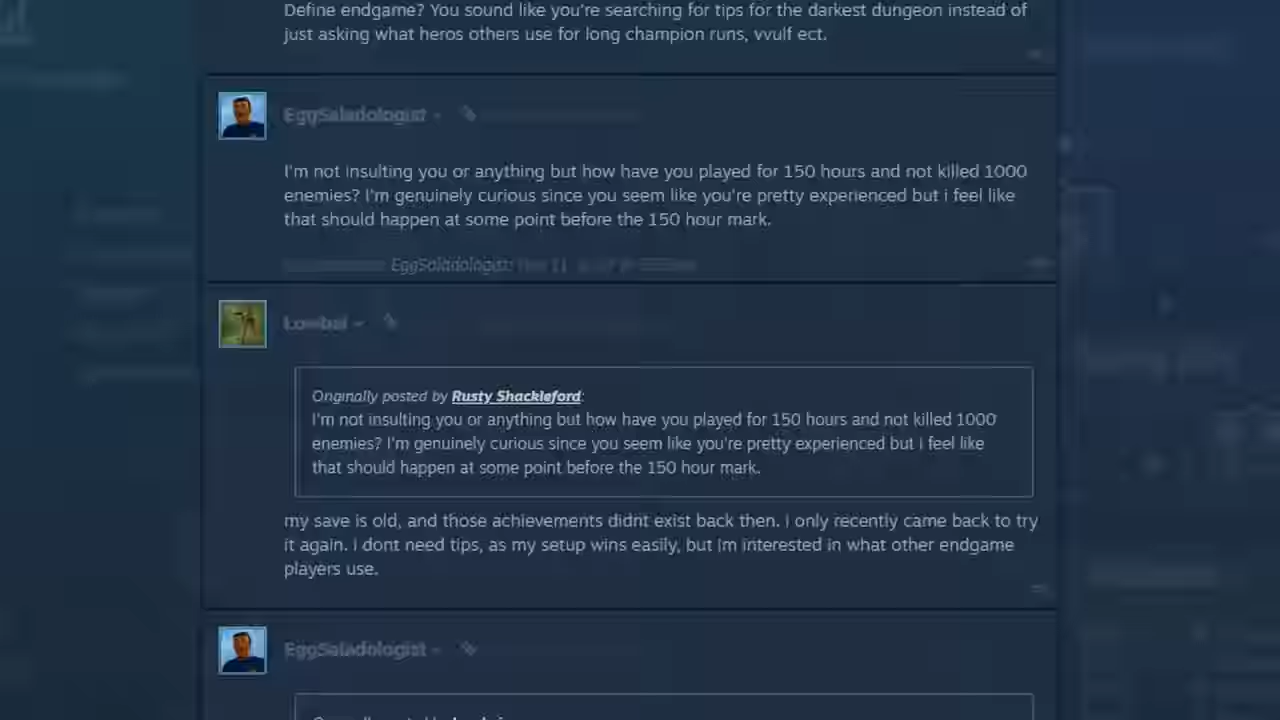 Define endgame? You sound like you're searching for tips for the darkest dungeon instead of
just asking what heros others use for long champion runs, vvulf ect.
EggSaladologist
I'm not insulting you or anything but how have you played for 150 hours and not killed 1000
enemies? I'm genuinely curious since you seem like you're pretty experienced but i feel like
that should happen at some point before the 150 hour mark.
EggSaladologist:
Lowbei
Originally posted by Rusty Shackleford:
I'm not insulting you or anything but how have you played for 150 hours and not killed 1000
enemies? I'm genuinely curious since you seem like you're pretty experienced but i feel like
that should happen at some point before the 150 hour mark.
my save is old, and those achievements didnt exist back then. i only recently came back to try
it again. i dont need tips, as my setup wins easily, but im interested in what other endgame
players use.
EggSaladologist